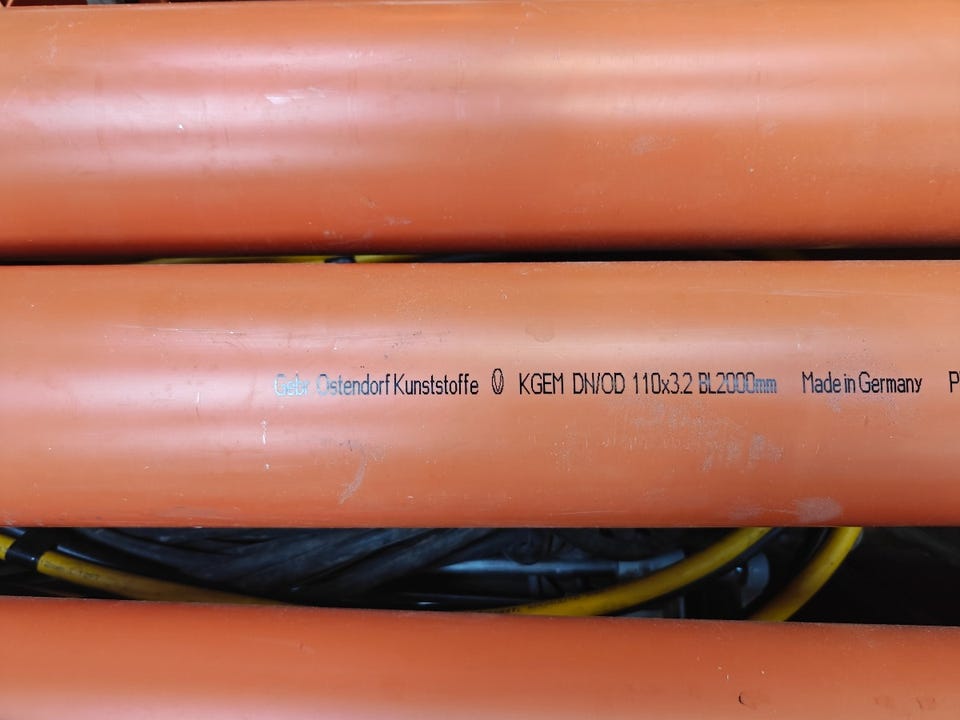 Gebr Ostendorf Kunststoffe KGEM DN/OD 110x3.2 BL2000mm Made in Germany P